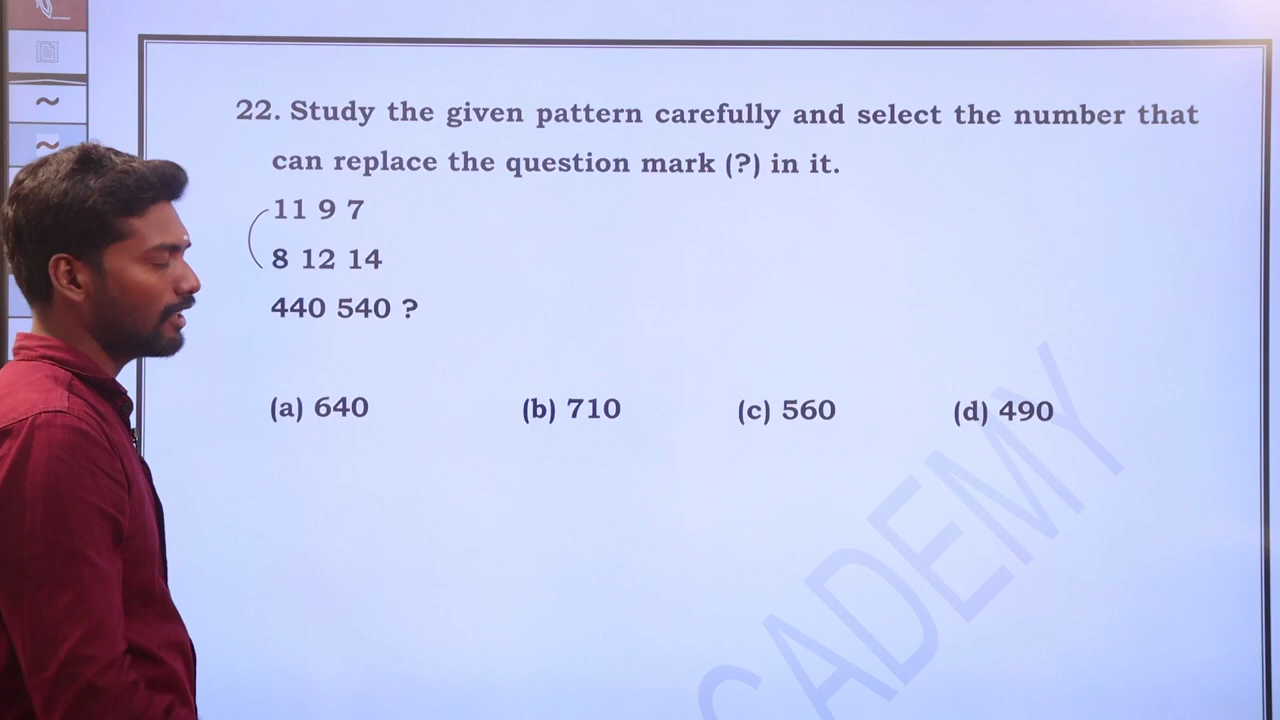 22. Study the given pattern carefully and select the number that
can replace the question mark (?) in it.
11 9 7
8 12 14
440 540 ?
(a) 640 (b) 710 (c) 560 (d) 490
CADEMY